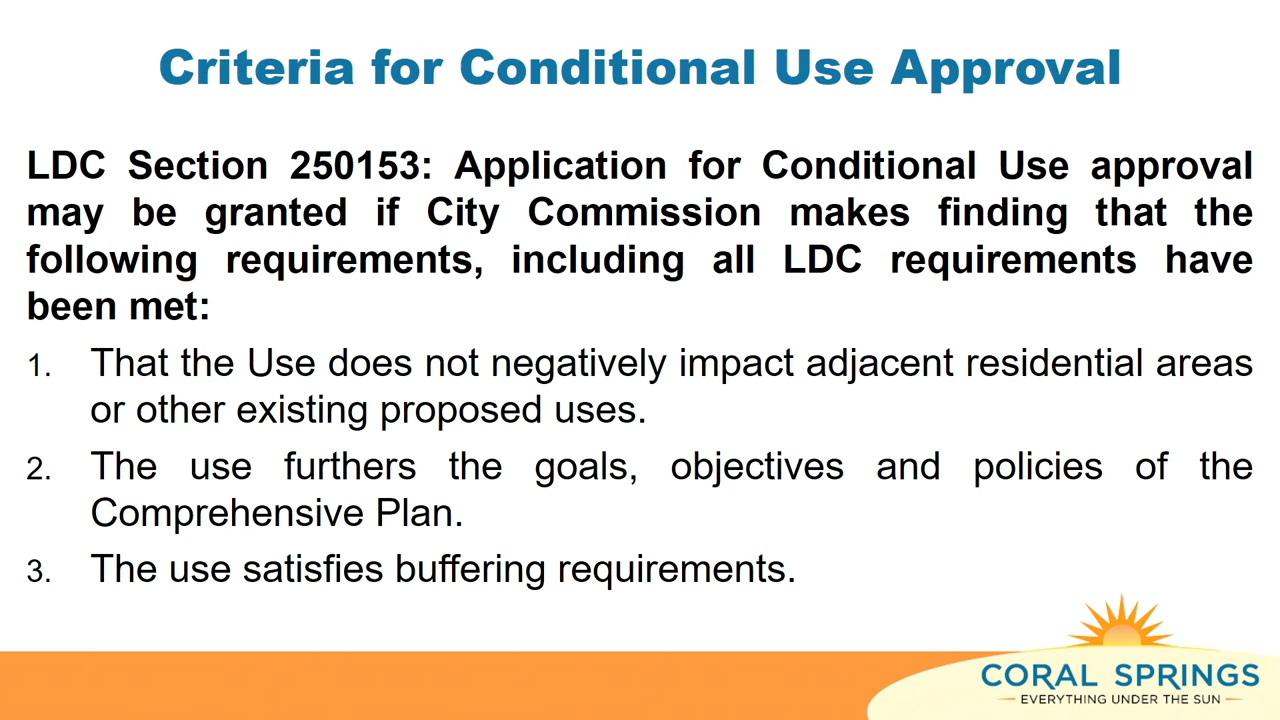 Criteria for Conditional Use Approval
LDC Section 250153: Application for Conditional Use approval
may be granted if City Commission makes finding that the
following requirements, including all LDC requirements have
been met:
1. That the Use does not negatively impact adjacent residential areas
or other existing proposed uses.
2. The use furthers the goals, objectives and policies of the
Comprehensive Plan.
3. The use satisfies buffering requirements.
CORAL SPRINGS
EVERYTHING UNDER THE SUN